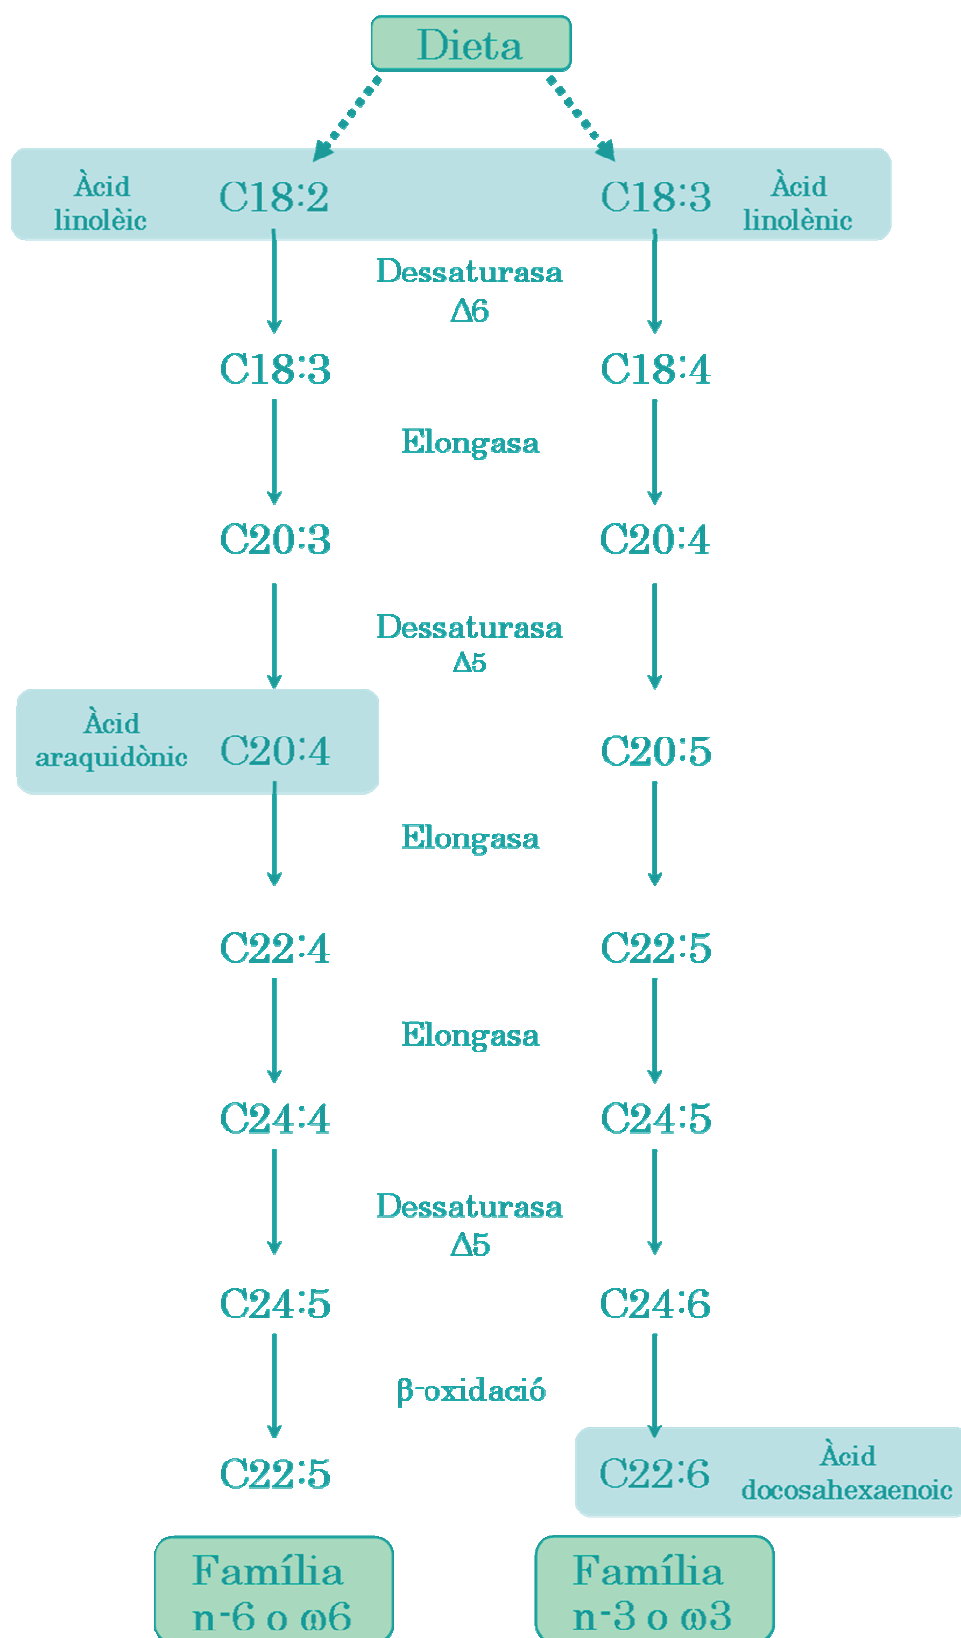 Dieta
Àcid
linolèic
C18:2
C18:3
Àcid
linolènic
Dessaturasa
Δ6
C18:3
C18:4
Elongasa
C20:3
C20:4
Dessaturasa
Δ5
Àcid
araquidònic
C20:4
C20:5
Elongasa
C22:4
C22:5
Elongasa
C24:4
C24:5
Dessaturasa
Δ5
C24:5
C24:6
β-oxidació
C22:5
C22:6
Àcid
docosahexaenoic
Família
n-6 o ω6
Família
n-3 o ω3